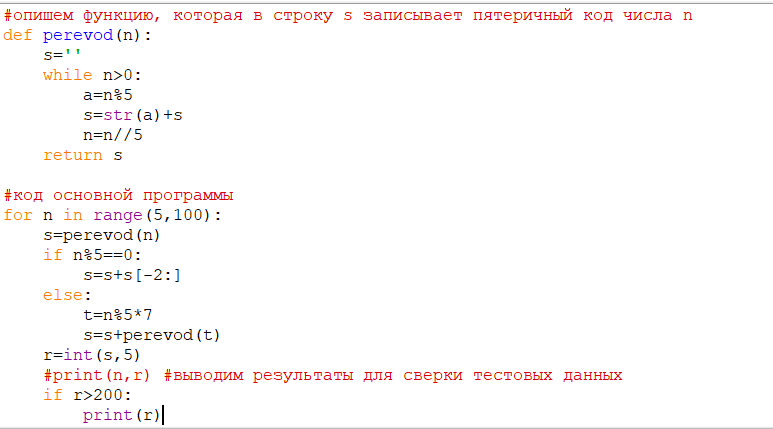 #опишем функцию, которая в строку s записывает пятеричный код числа n
def perevod(n):
    s=''
    while n>0:
        a=n%5
        s=str(a)+s
        n=n//5
    return s

#код основной программы
for n in range(5,100):
    s=perevod(n)
    if n%5==0:
        s=s+s[-2:]
    else:
        t=n%5*7
        s=s+perevod(t)
    r=int(s,5)
    #print(n,r) #выводим результаты для сверки тестовых данных
    if r>200:
        print(r)